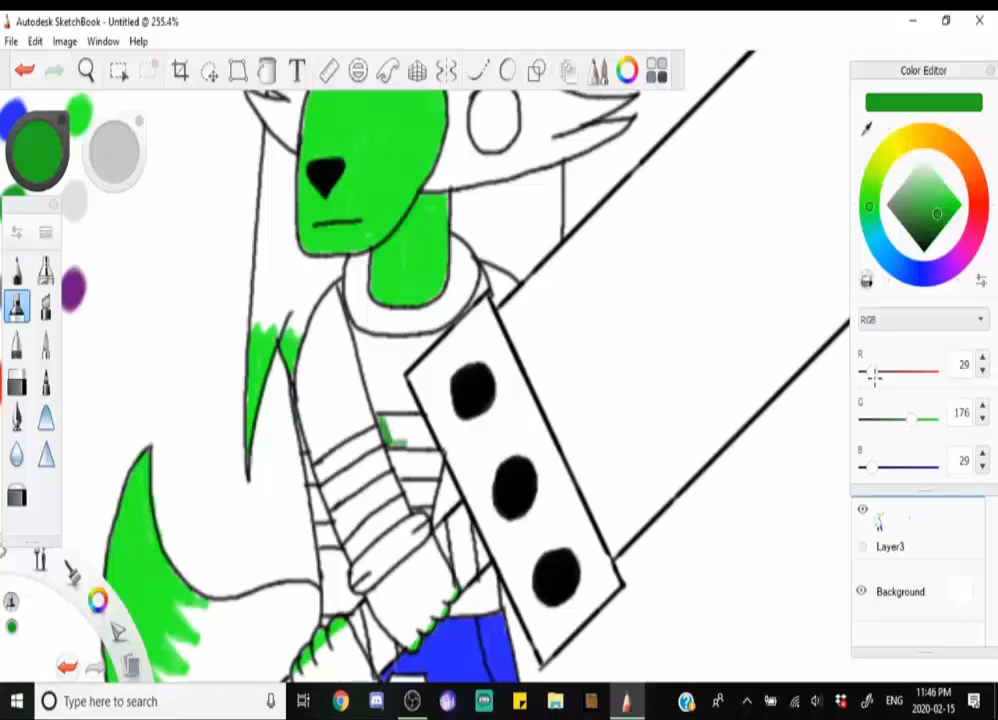 Autodesk SketchBook - Untitled @ 255.4%
File Edit Image Window Help
T
Color Editor
RGB
R 29
G 176
B 29
Layer3
Background
Type here to search
ENG
11:46 PM
2020-02-15